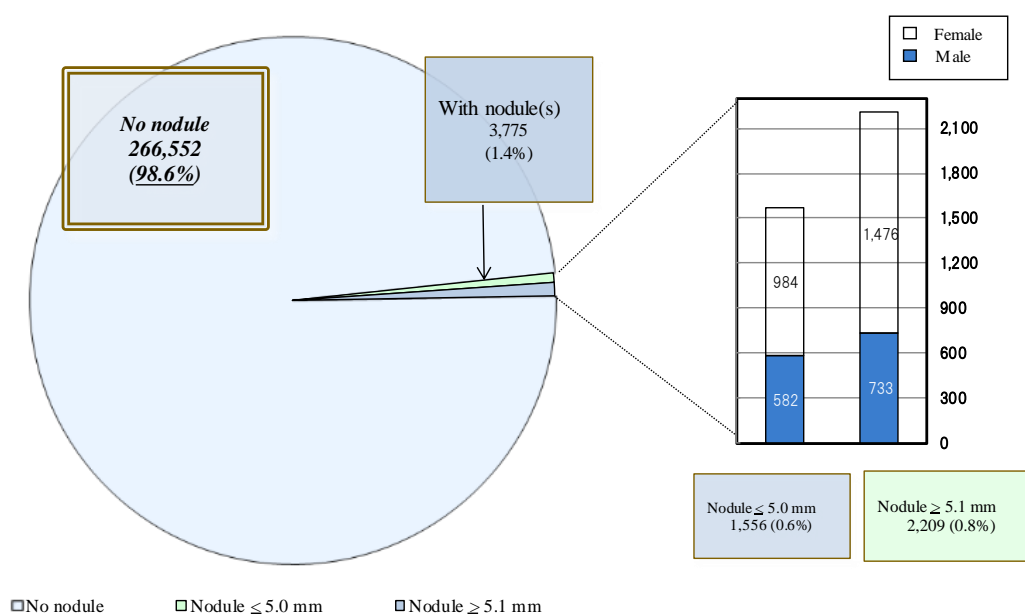 Female
Male
No nodule
266,552
(98.6%)
With nodule(s)
3,775
(1.4%)
2,100
1,800
1,500
1,200
900
600
300
0
984
1,476
582
733
Nodule ≤ 5.0 mm
1,556 (0.6%)
Nodule ≥ 5.1 mm
2,209 (0.8%)
No nodule
Nodule ≤ 5.0 mm
Nodule ≥ 5.1 mm